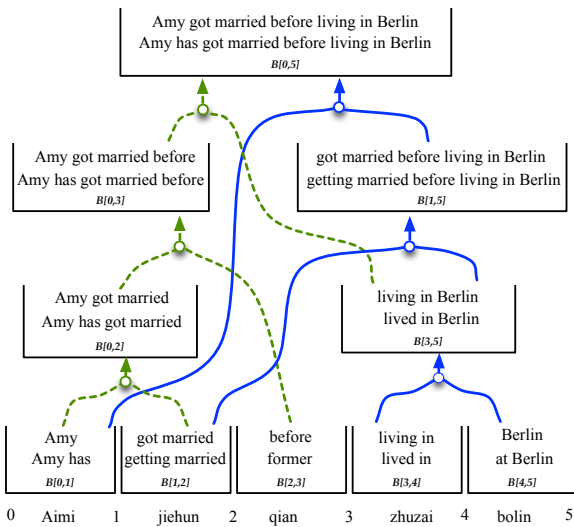 Amy got married before living in Berlin
Amy has got married before living in Berlin
B[0,5]
Amy got married before
Amy has got married before
B[0,3]
got married before living in Berlin
getting married before living in Berlin
B[1,5]
Amy got married
Amy has got married
B[0,2]
living in Berlin
lived in Berlin
B[3,5]
Amy
Amy has
B[0,1]
got married
getting married
B[1,2]
before
former
B[2,3]
living in
lived in
B[3,4]
Berlin
at Berlin
B[4,5]
0 Aimi 1 jiehun 2 qian 3 zhuzai 4 bolin 5